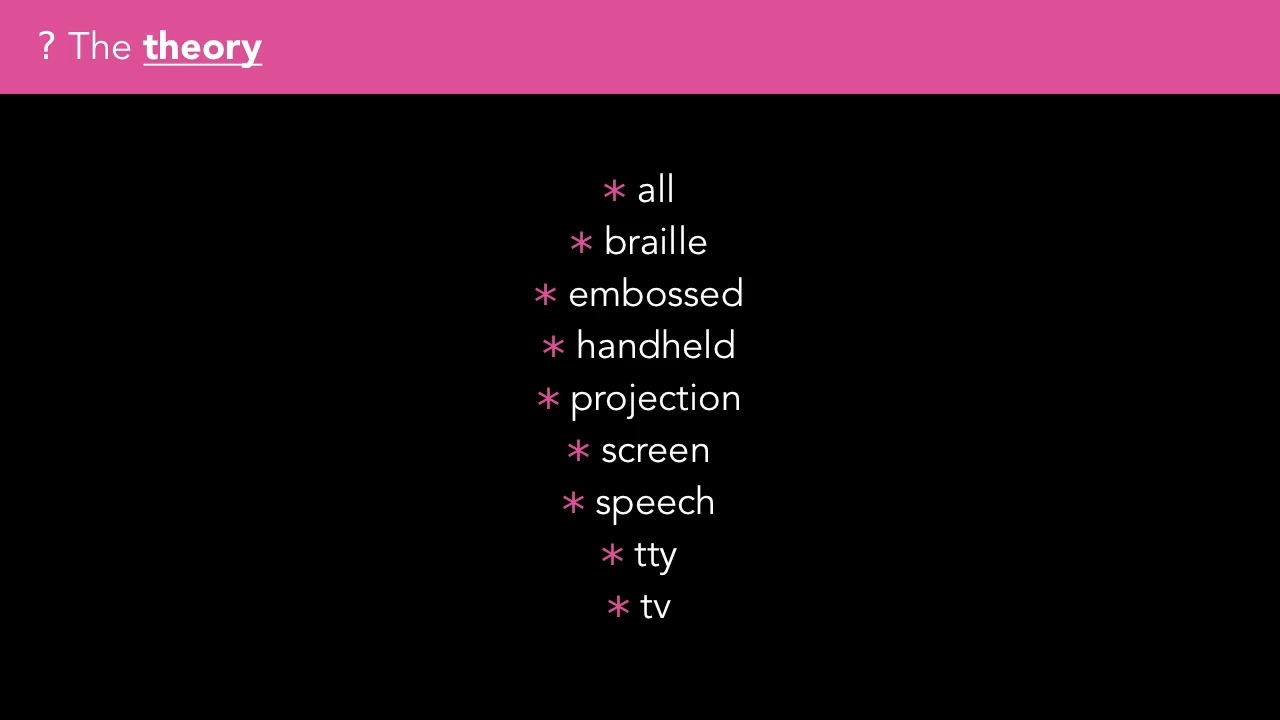 ? The theory
* all
* braille
* embossed
* handheld
* projection
* screen
* speech
* tty
* tv